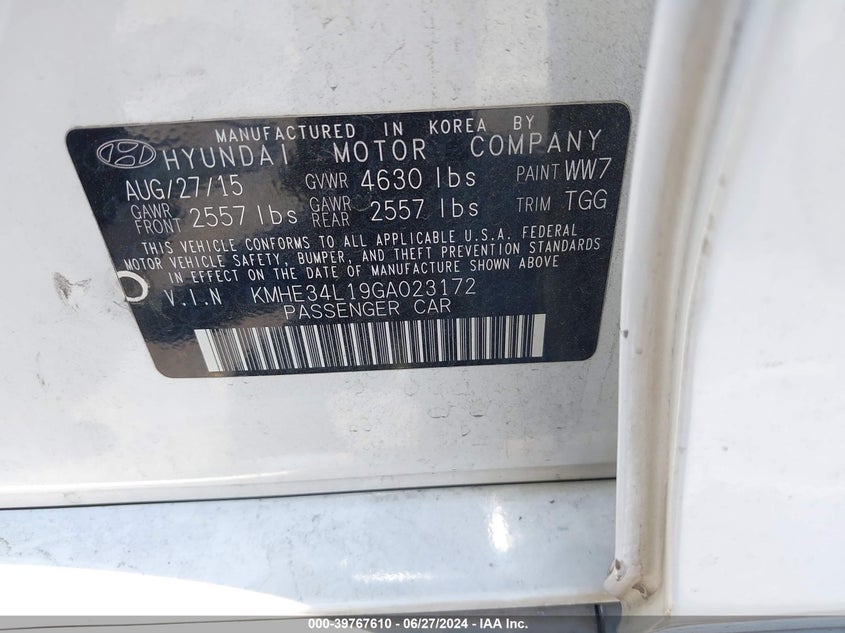 MANUFACTURED IN KOREA BY
HYUNDAI MOTOR COMPANY
AUG/27/15 GVWR 4630 lbs PAINT WW7
GAWR FRONT 2557 lbs GAWR REAR 2557 lbs TRIM TGG
THIS VEHICLE CONFORMS TO ALL APPLICABLE U.S.A. FEDERAL
MOTOR VEHICLE SAFETY, BUMPER, AND THEFT PREVENTION STANDARDS
IN EFFECT ON THE DATE OF MANUFACTURE SHOWN ABOVE
V.I.N KMHE34L19GA023172
PASSENGER CAR
000-39767610 - 06/27/2024 - IAA Inc.